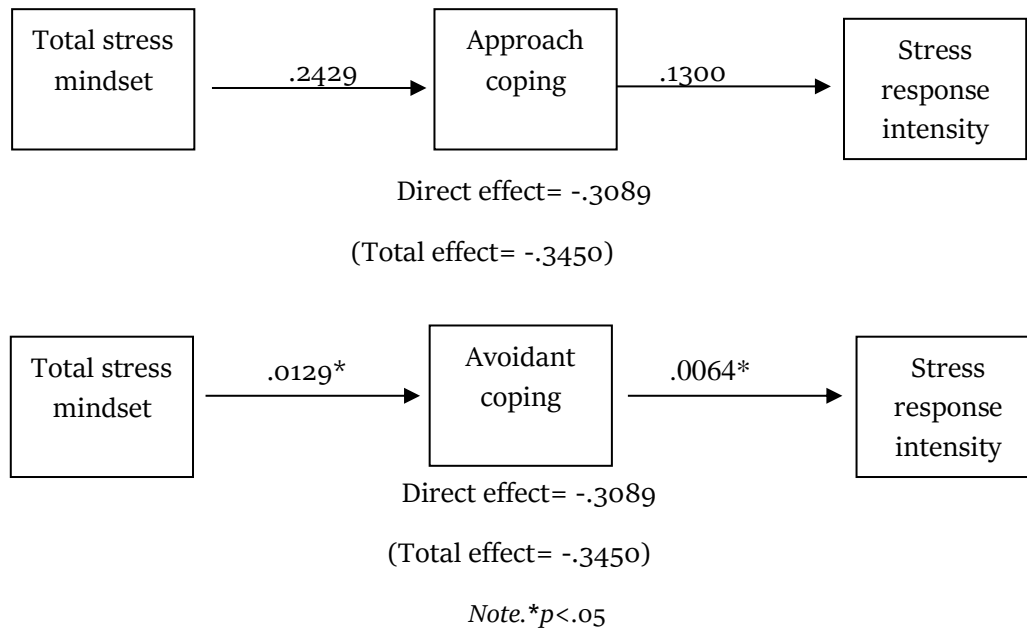 Total stress
mindset
.2429
Approach
coping
.1300
Stress
response
intensity
Direct effect= -.3089
(Total effect= -.3450)
Total stress
mindset
.0129*
Avoidant
coping
.0064*
Stress
response
intensity
Direct effect= -.3089
(Total effect= -.3450)
Note.*p<.05